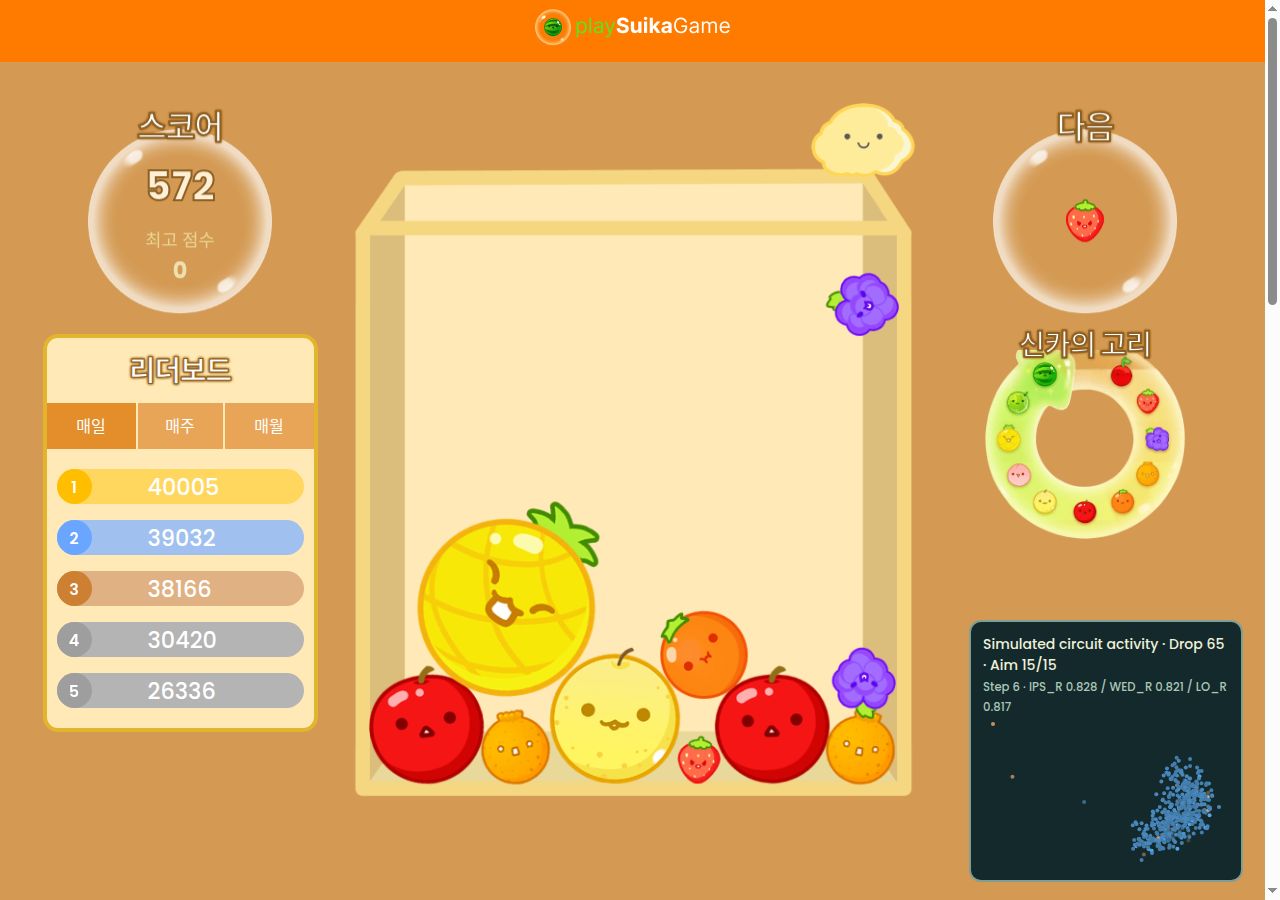 playSuikaGame
스코어
572
최고 점수
0
다음
신카의 고리
리더보드
매일
매주
매월
1 40005
2 39032
3 38166
4 30420
5 26336
Simulated circuit activity · Drop 65
· Aim 15/15
Step 6 · IPS_R 0.828 / WED_R 0.821 / LO_R
0.817